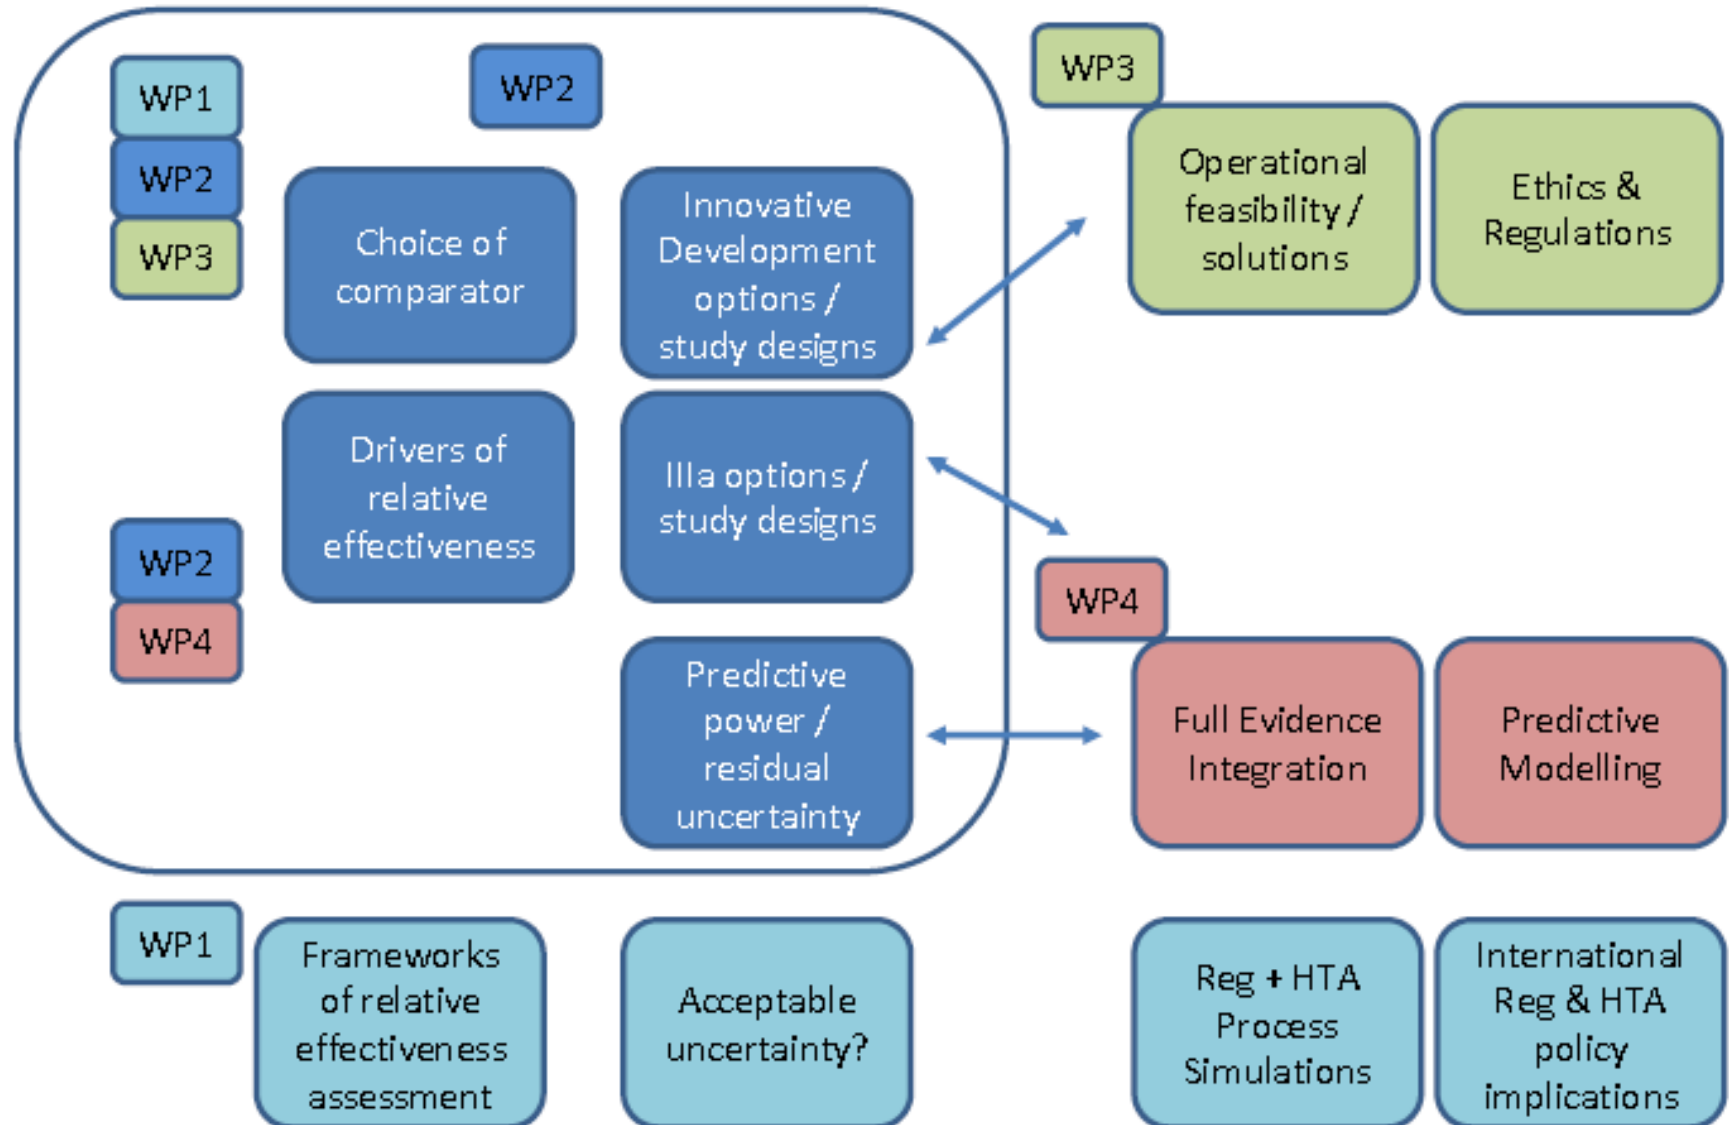 WP1
WP2
WP3
WP2
Choice of
comparator
Innovative
Development
options /
study designs
Drivers of
relative
effectiveness
IIIa options /
study designs
WP2
WP4
Predictive
power /
residual
uncertainty
WP3
Operational
feasibility /
solutions
Ethics &
Regulations
WP4
Full Evidence
Integration
Predictive
Modelling
WP1
Frameworks
of relative
effectiveness
assessment
Acceptable
uncertainty?
Reg + HTA
Process
Simulations
International
Reg & HTA
policy
implications